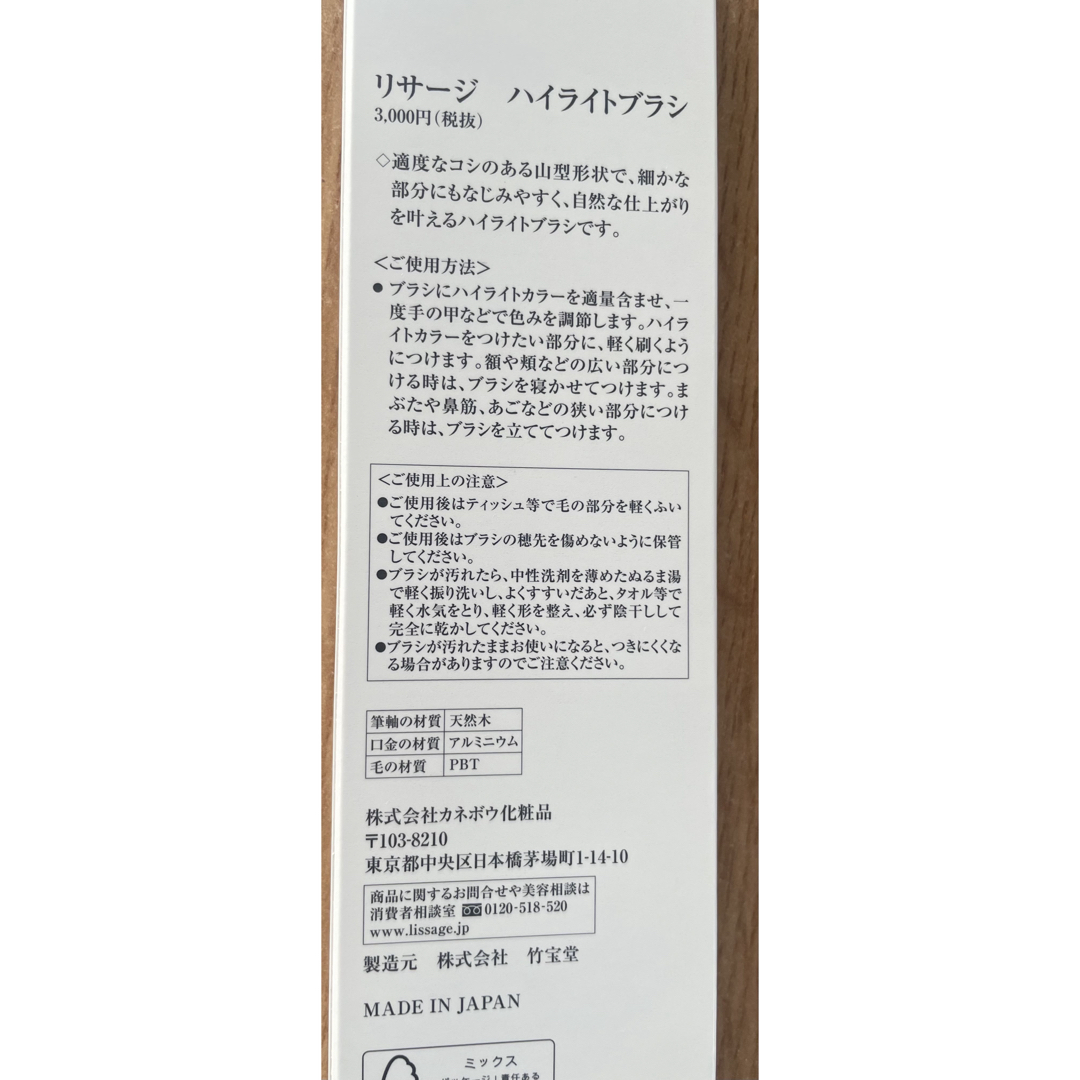 リサージ　ハイライトブラシ
3,000円(税抜)
◇適度なコシのある山型形状で、細かな
部分にもなじみやすく、自然な仕上がり
を叶えるハイライトブラシです。
＜ご使用方法＞
● ブラシにハイライトカラーを適量含ませ、一
度手の甲などで色みを調節します。ハイラ
イトカラーをつけたい部分に、軽く刷くよう
につけます。額や頬などの広い部分につ
ける時は、ブラシを寝かせてつけます。ま
ぶたや鼻筋、あごなどの狭い部分につけ
る時は、ブラシを立ててつけます。
＜ご使用上の注意＞
●ご使用後はティッシュ等で毛の部分を軽くふい
てください。
●ご使用後はブラシの穂先を傷めないように保管
してください。
●ブラシが汚れたら、中性洗剤を薄めたぬるま湯
で軽く振り洗いし、よくすすいだあと、タオル等で
軽く水気をとり、軽く形を整え、必ず陰干しして
完全に乾かしてください。
●ブラシが汚れたままお使いになると、つきにくくな
る場合がありますのでご注意ください。
筆軸の材質 天然木
口金の材質 アルミニウム
毛の材質 PBT
株式会社カネボウ化粧品
〒103-8210
東京都中央区日本橋茅場町1-14-10
商品に関するお問合せや美容相談は
消費者相談室 0120-518-520
www.lissage.jp
製造元　株式会社　竹宝堂
MADE IN JAPAN
ミックス
パッケージ｜責任ある